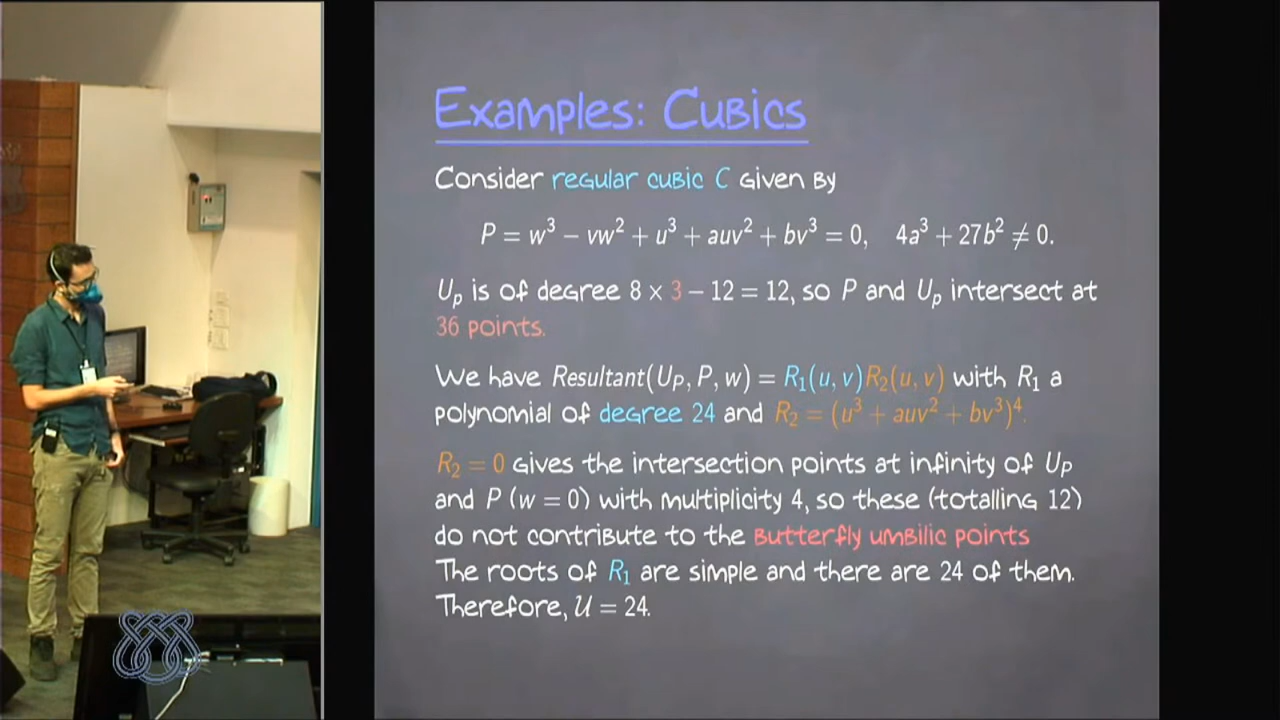 Examples: Cubics
Consider regular cubic C given by
P = w³ − vw² + u³ + auv² + bv³ = 0, 4a³ + 27b² ≠ 0.
Uₚ is of degree 8 × 3 − 12 = 12, so P and Uₚ intersect at
36 points.
We have Resultant(U_P, P, w) = R₁(u, v)R₂(u, v) with R₁ a
polynomial of degree 24 and R₂ = (u³ + auv² + bv³)⁴.
R₂ = 0 gives the intersection points at infinity of U_P
and P (w = 0) with multiplicity 4, so these (totalling 12)
do not contribute to the butterfly umbilic points
The roots of R₁ are simple and there are 24 of them.
Therefore, 𝒰 = 24.